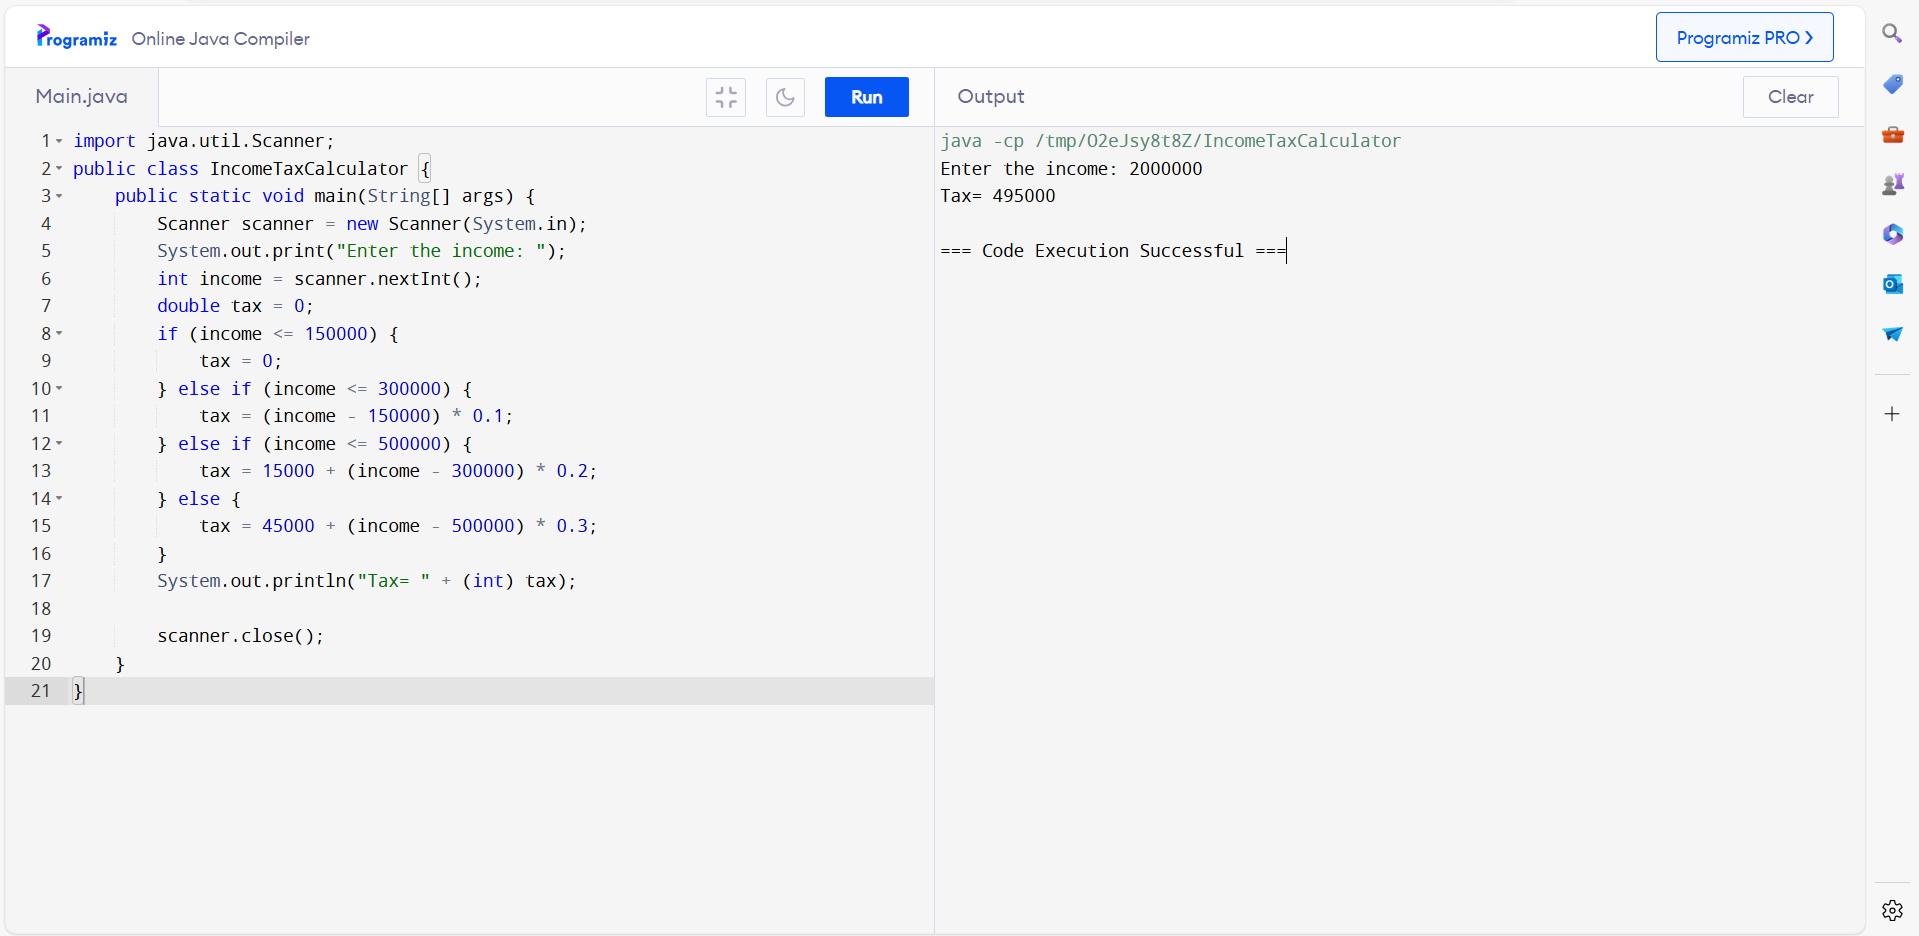 Programiz Online Java Compiler
Programiz PRO
Main.java
Run
Output
Clear
1 import java.util.Scanner;
2 public class IncomeTaxCalculator {
3     public static void main(String[] args) {
4         Scanner scanner = new Scanner(System.in);
5         System.out.print("Enter the income: ");
6         int income = scanner.nextInt();
7         double tax = 0;
8         if (income <= 150000) {
9             tax = 0;
10         } else if (income <= 300000) {
11             tax = (income - 150000) * 0.1;
12         } else if (income <= 500000) {
13             tax = 15000 + (income - 300000) * 0.2;
14         } else {
15             tax = 45000 + (income - 500000) * 0.3;
16         }
17         System.out.println("Tax= " + (int) tax);
18
19         scanner.close();
20     }
21 }
java -cp /tmp/O2eJsy8t8Z/IncomeTaxCalculator
Enter the income: 2000000
Tax= 495000
=== Code Execution Successful ===